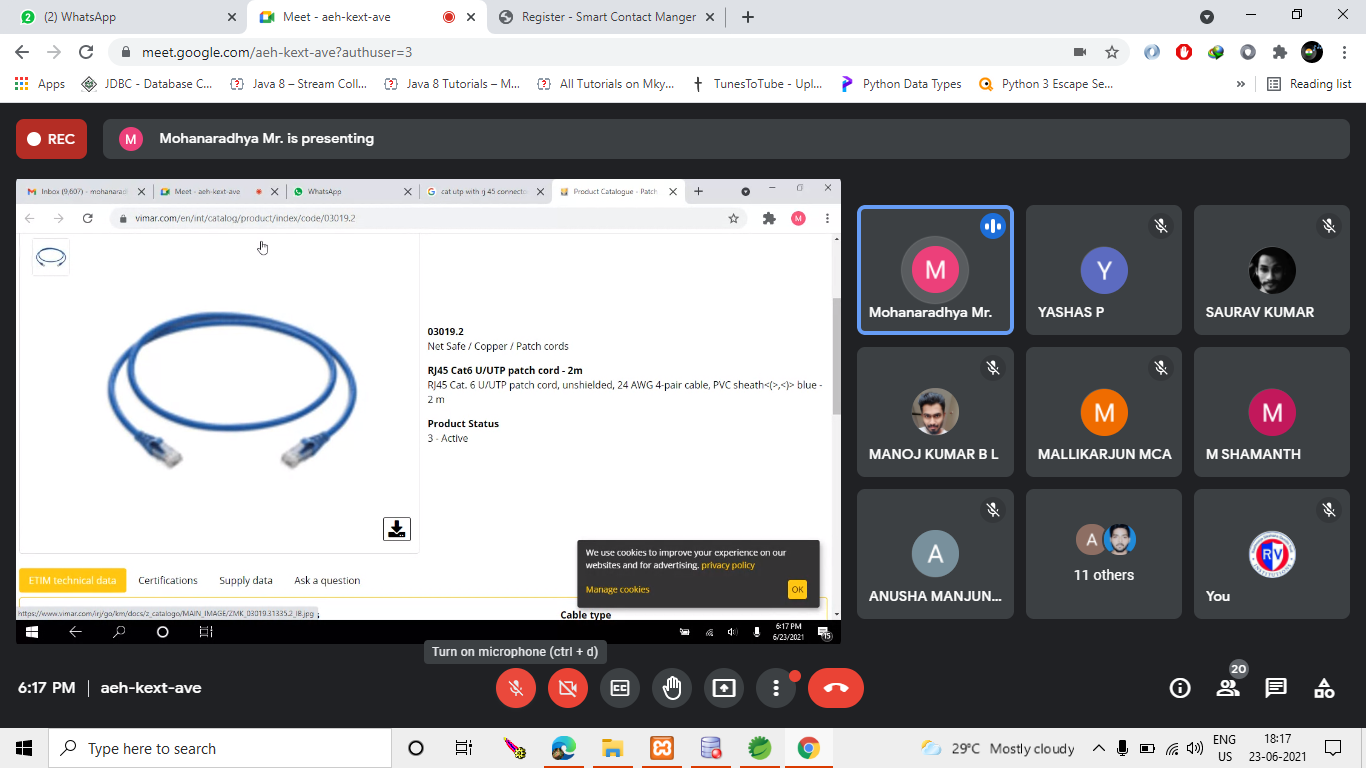 2 (2) WhatsApp
Meet - aeh-kext-ave
Register - Smart Contact Manger
meet.google.com/aeh-kext-ave?authuser=3
Apps
JDBC - Database C...
Java 8 – Stream Coll...
Java 8 Tutorials – M...
All Tutorials on Mky...
TunesToTube - Upl...
Python Data Types
Python 3 Escape Se...
»
Reading list
REC
M Mohanaradhya Mr. is presenting
Inbox (9,607) - mohanarad
Meet - aeh-kext-ave
WhatsApp
cat utp with rj 45 connecto
Product Catalogue - Patch
vimar.com/en/int/catalog/product/index/code/03019.2
M
03019.2
Net Safe / Copper / Patch cords
RJ45 Cat6 U/UTP patch cord - 2m
RJ45 Cat. 6 U/UTP patch cord, unshielded, 24 AWG 4-pair cable, PVC sheath<(>,<)> blue -
2 m
Product Status
3 - Active
We use cookies to improve your experience on our
websites and for advertising. privacy policy
Manage cookies
OK
ETIM technical data
Certifications
Supply data
Ask a question
https://www.vimar.com/irj/go/km/docs/z_catalogo/MAIN_IMAGE/ZMK_03019.31335.2_IB.jpg
Cable type
6:17 PM
6/23/2021
15
M
Mohanaradhya Mr.
Y
YASHAS P
SAURAV KUMAR
MANOJ KUMAR B L
M
MALLIKARJUN MCA
M
M SHAMANTH
A
ANUSHA MANJUN...
A
11 others
RV
You
Turn on microphone (ctrl + d)
6:17 PM | aeh-kext-ave
20
Type here to search
29°C Mostly cloudy
ENG
US
18:17
23-06-2021